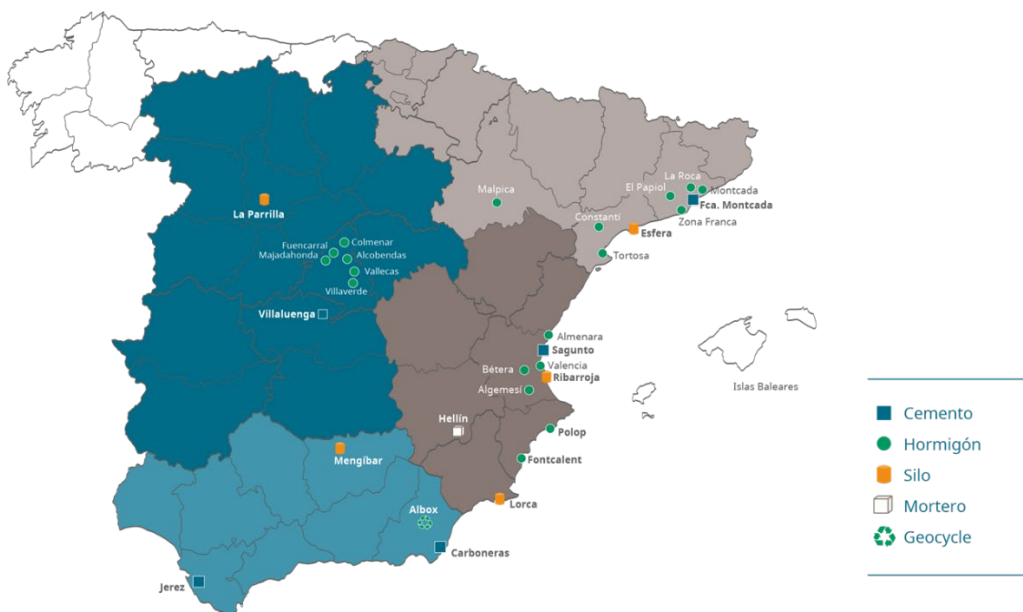 La Roca
Malpica
El Papiol
Montcada
Fca. Montcada
La Parrilla
Constantí
Zona Franca
Esfera
Colmenar
Fuencarral
Majadahonda
Alcobendas
Tortosa
Vallecas
Villaverde
Villaluenga
Almenara
Sagunto
Valencia
Bétera
Ribarroja
Algemesí
Islas Baleares
Cemento
Hellín
Polop
Hormigón
Mengíbar
Fontcalent
Silo
Lorca
Mortero
Albox
Geocycle
Carboneras
Jerez